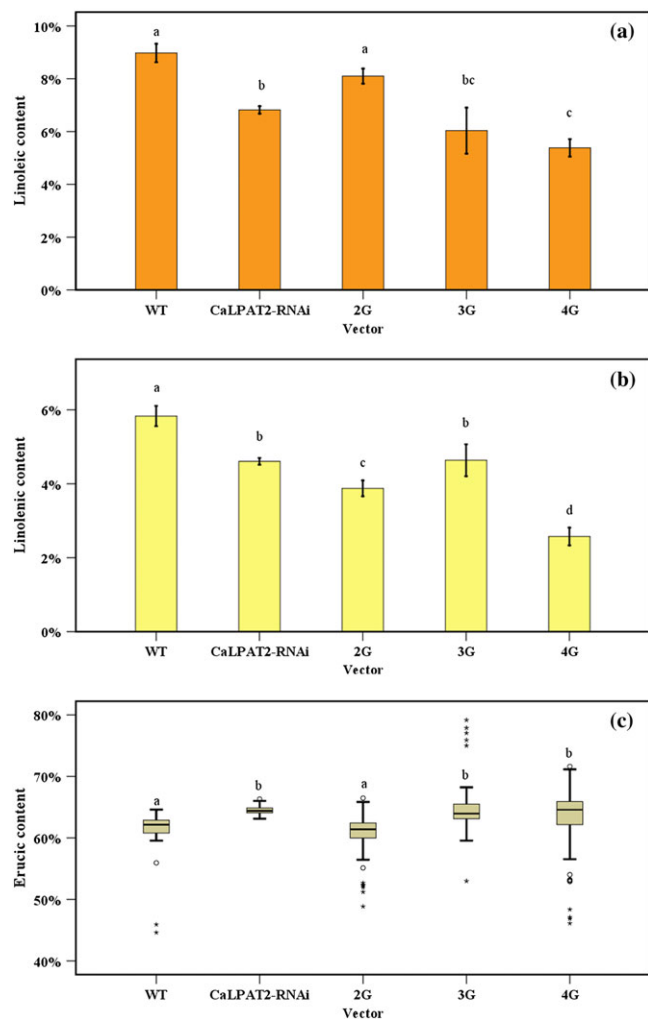 (a)
Linoleic content
10%
8%
6%
4%
2%
0%
a
b
a
bc
c
WT CaLPAT2-RNAi 2G 3G 4G
Vector
(b)
Linolenic content
6%
4%
2%
0%
a
b
c
b
d
WT CaLPAT2-RNAi 2G 3G 4G
Vector
(c)
Erucic content
80%
70%
60%
50%
40%
a
b
a
b
b
WT CaLPAT2-RNAi 2G 3G 4G
Vector